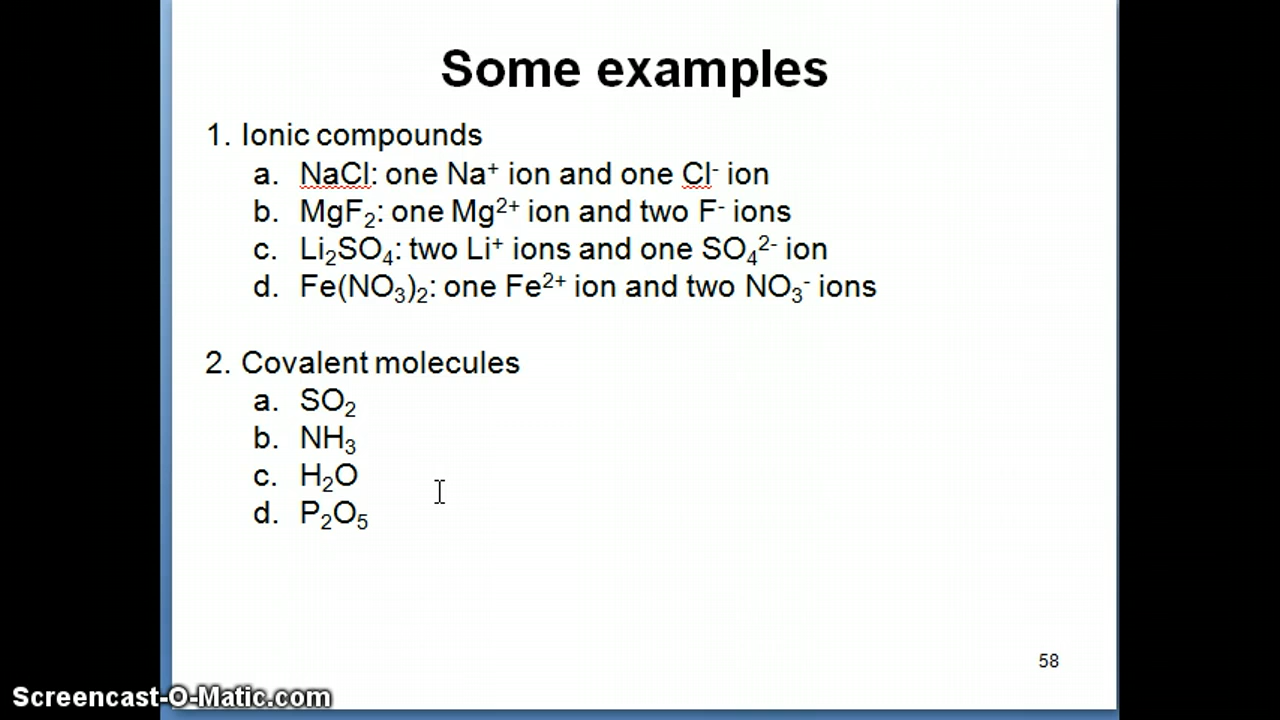 Some examples
1. Ionic compounds
a. NaCl: one Na⁺ ion and one Cl⁻ ion
b. MgF₂: one Mg²⁺ ion and two F⁻ ions
c. Li₂SO₄: two Li⁺ ions and one SO₄²⁻ ion
d. Fe(NO₃)₂: one Fe²⁺ ion and two NO₃⁻ ions
2. Covalent molecules
a. SO₂
b. NH₃
c. H₂O
d. P₂O₅
58
Screencast-O-Matic.com